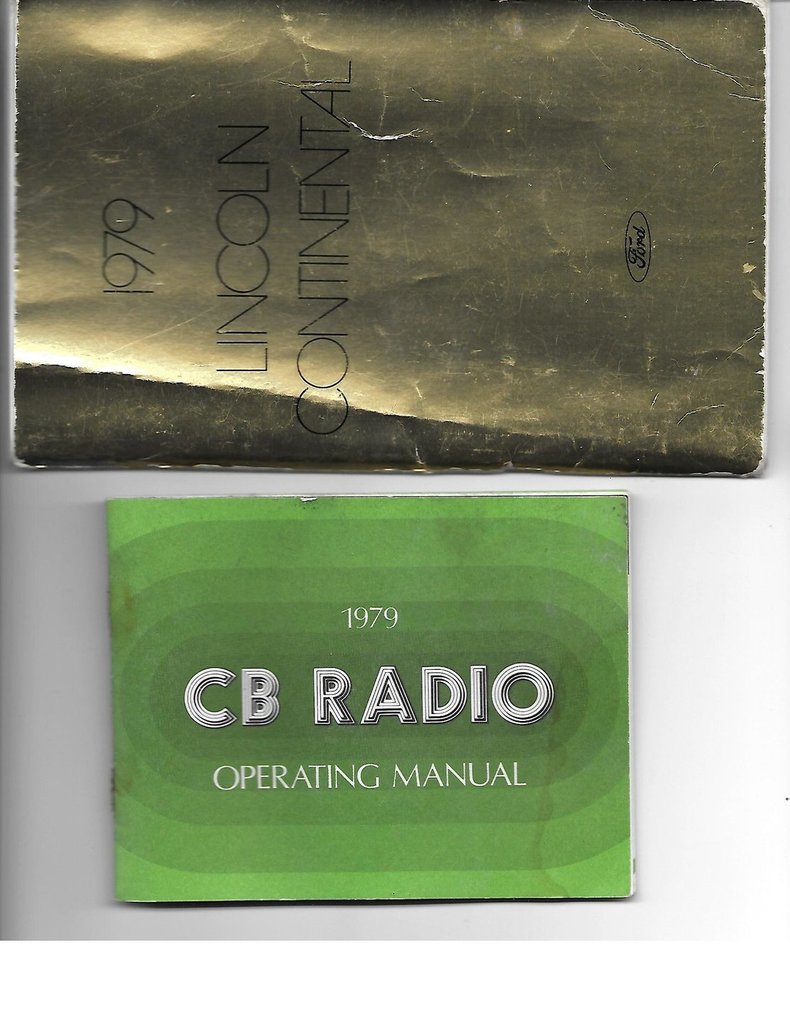 1979
LINCOLN
CONTINENTAL
Ford
1979
CB RADIO
OPERATING MANUAL